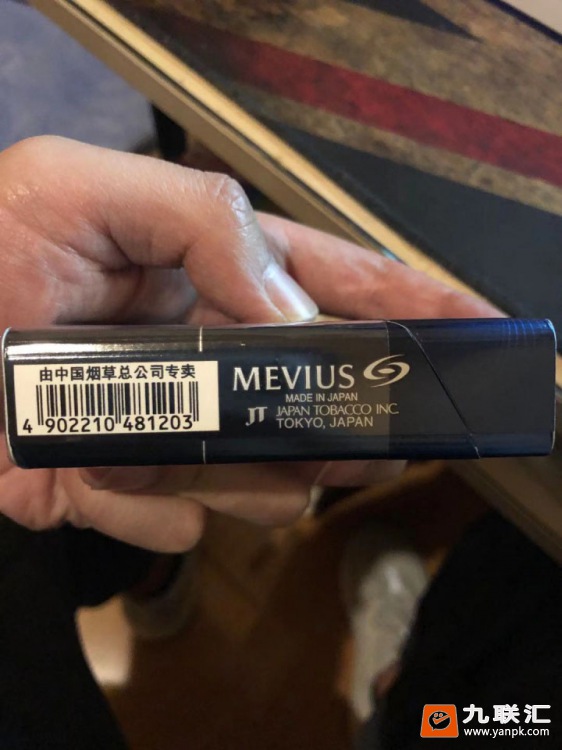 由中国烟草总公司专卖
4 902210 481203
MEVIUS
MADE IN JAPAN
JT JAPAN TOBACCO INC
TOKYO, JAPAN
九联汇
www.yanpk.com